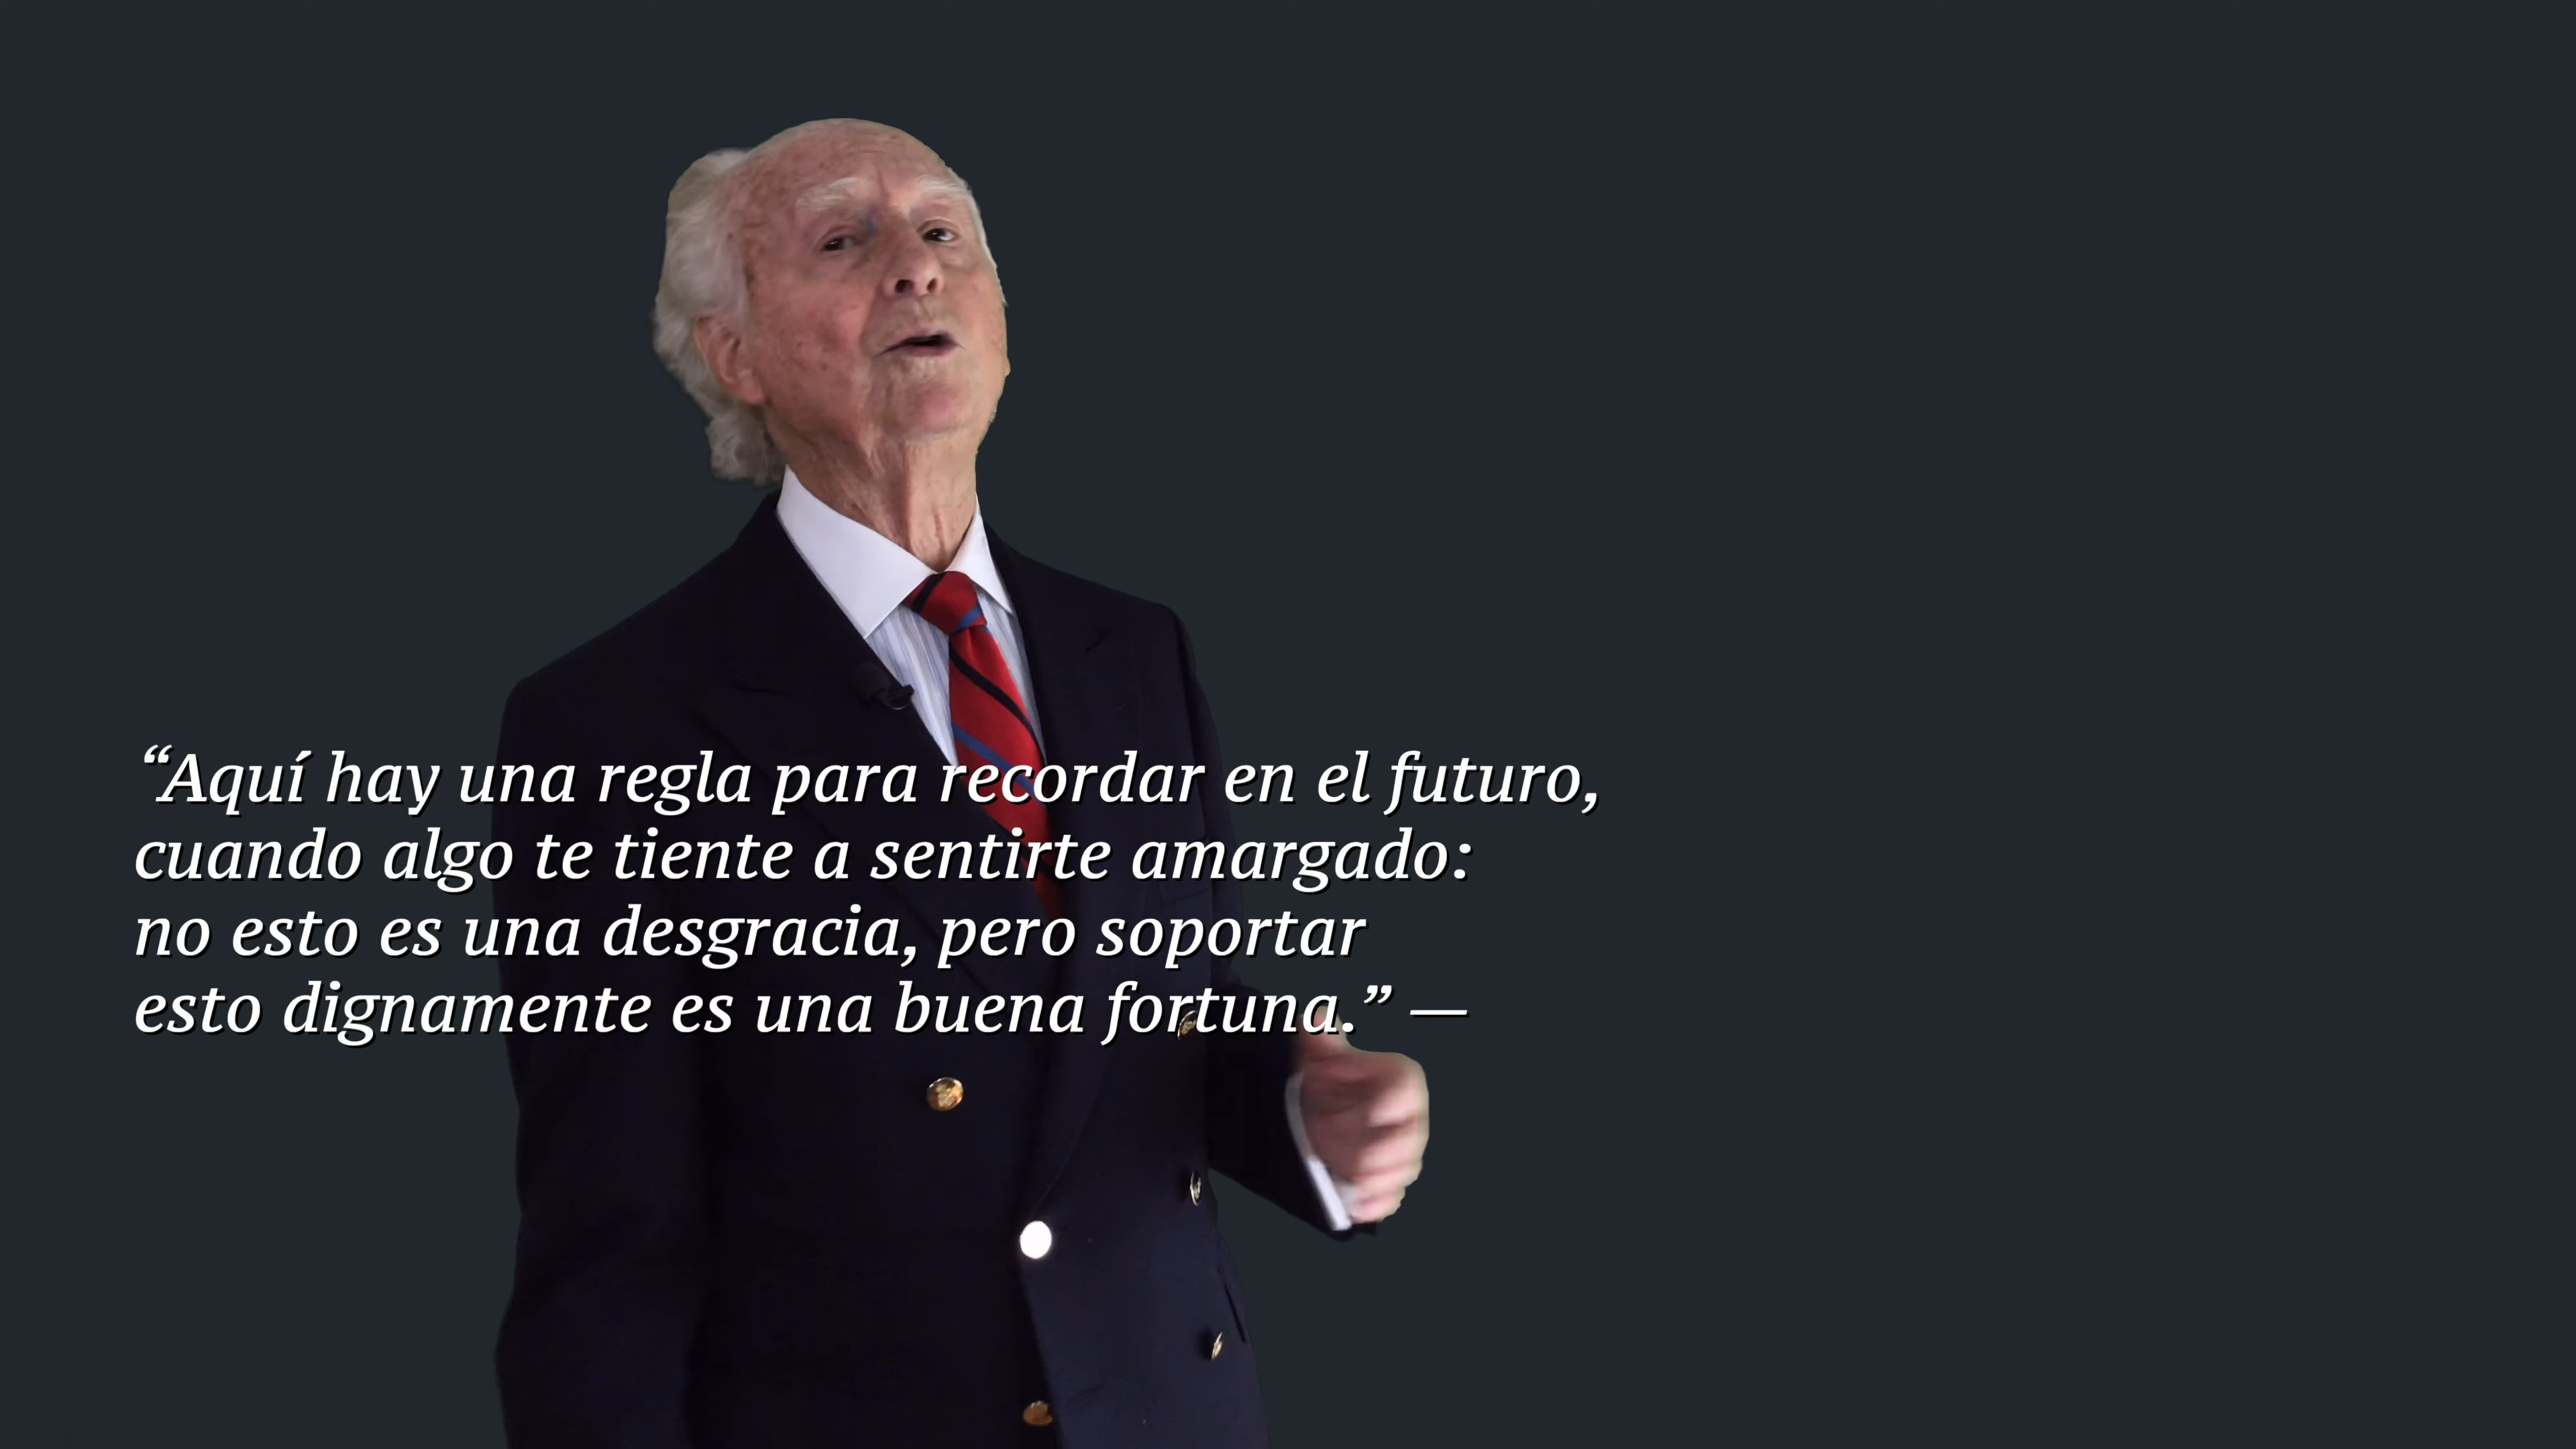 “Aquí hay una regla para recordar en el futuro,
cuando algo te tiente a sentirte amargado:
no esto es una desgracia, pero soportar
esto dignamente es una buena fortuna.” —